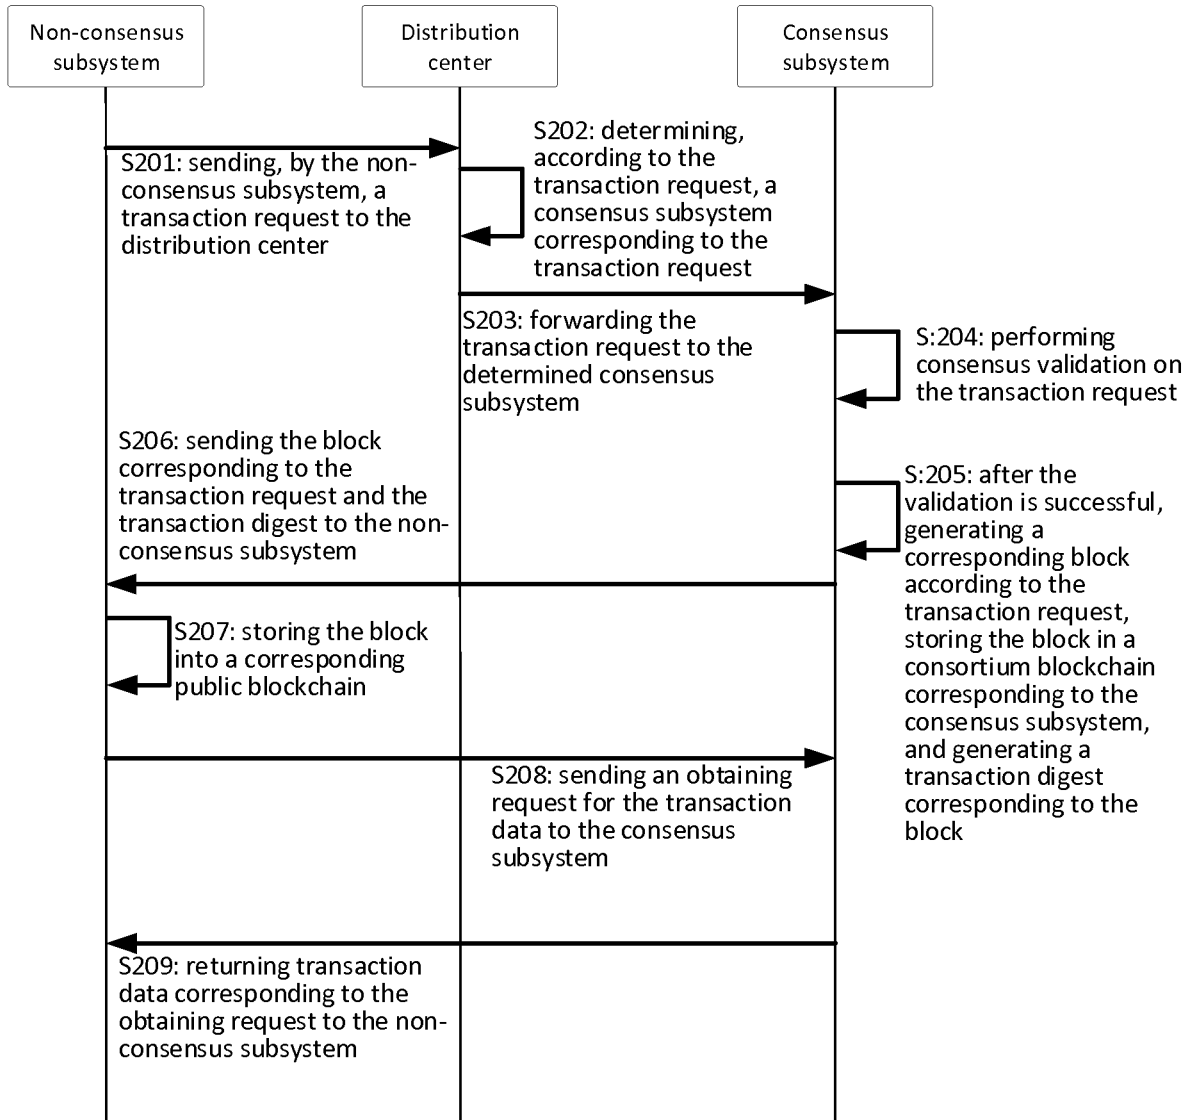 Non-consensus
subsystem
Distribution
center
Consensus
subsystem
S201: sending, by the non-
consensus subsystem, a
transaction request to the
distribution center
S202: determining,
according to the
transaction request, a
consensus subsystem
corresponding to the
transaction request
S203: forwarding the
transaction request to the
determined consensus
subsystem
S:204: performing
consensus validation on
the transaction request
S:205: after the
validation is successful,
generating a
corresponding block
according to the
transaction request,
storing the block in a
consortium blockchain
corresponding to the
consensus subsystem,
and generating a
transaction digest
corresponding to the
block
S206: sending the block
corresponding to the
transaction request and the
transaction digest to the non-
consensus subsystem
S207: storing the block
into a corresponding
public blockchain
S208: sending an obtaining
request for the transaction
data to the consensus
subsystem
S209: returning transaction
data corresponding to the
obtaining request to the non-
consensus subsystem